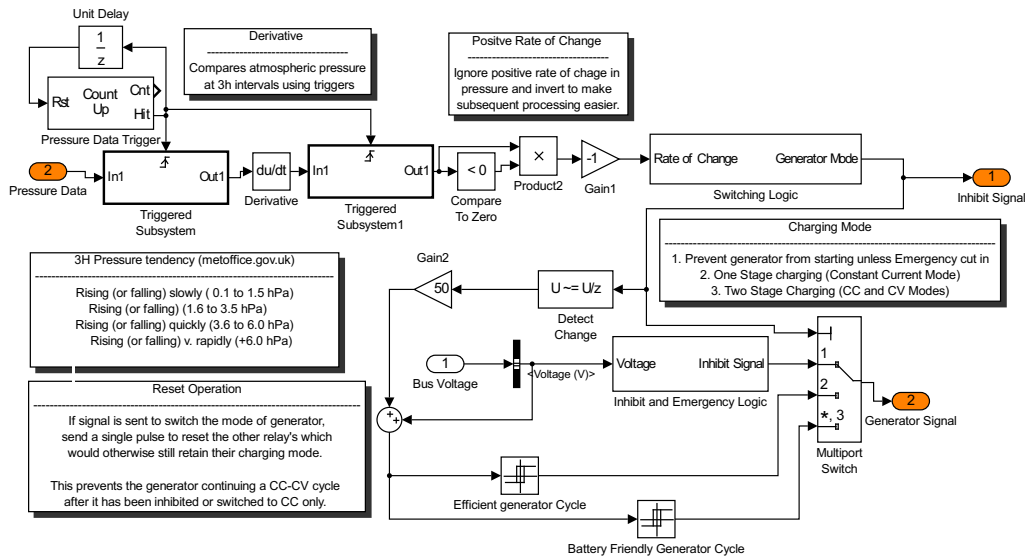 Unit Delay
1
z
Rst
Count
Up
Cnt
Hit
Pressure Data Trigger
Derivative
------------------------------------
Compares atmospheric pressure
at 3h intervals using triggers
Positve Rate of Change
------------------------------------
Ignore positive rate of chage in
pressure and invert to make
subsequent processing easier.
2
Pressure Data
In1
Out1
Triggered
Subsystem
du/dt
Derivative
In1
Out1
Triggered
Subsystem1
< 0
Compare
To Zero
×
Product2
-1
Gain1
Rate of Change
Generator Mode
Switching Logic
1
Inhibit Signal
Charging Mode
------------------------------------
1. Prevent generator from starting unless Emergency cut in
2. One Stage charging (Constant Current Mode)
3. Two Stage Charging (CC and CV Modes)
3H Pressure tendency (metoffice.gov.uk)
------------------------------------
Rising (or falling) slowly ( 0.1 to 1.5 hPa)
Rising (or falling) (1.6 to 3.5 hPa)
Rising (or falling) quickly (3.6 to 6.0 hPa)
Rising (or falling) v. rapidly (+6.0 hPa)
Gain2
50
U ~= U/z
Detect
Change
1
Bus Voltage
<Voltage (V)>
Voltage
Inhibit Signal
Inhibit and Emergency Logic
1
2
*, 3
Multiport
Switch
2
Generator Signal
Reset Operation
------------------------------------
If signal is sent to switch the mode of generator,
send a single pulse to reset the other relay's which
would otherwise still retain their charging mode.
This prevents the generator continuing a CC-CV cycle
after it has been inhibited or switched to CC only.
+
+
Efficient generator Cycle
Battery Friendly Generator Cycle